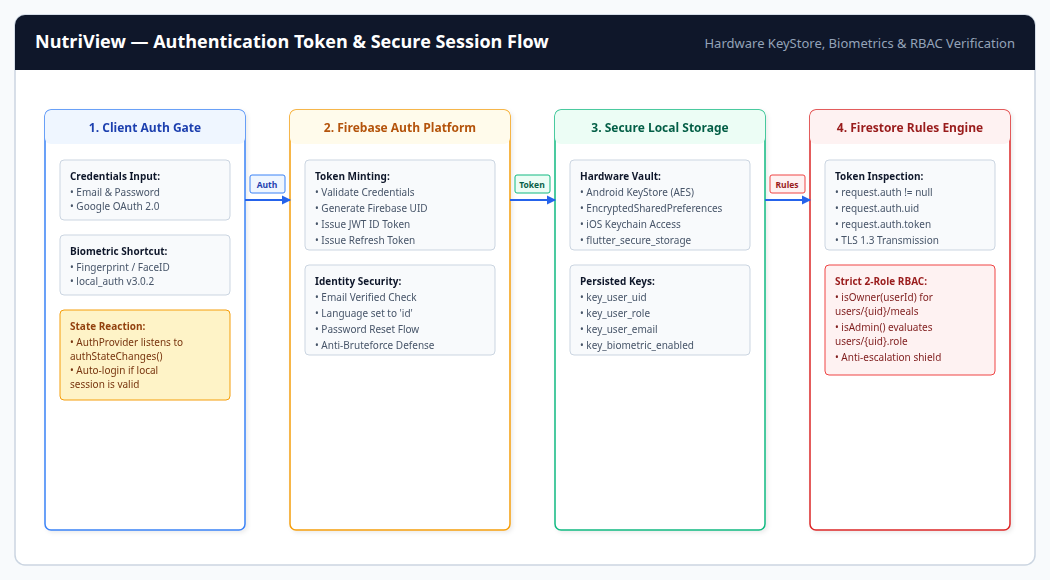 NutriView — Authentication Token & Secure Session Flow
Hardware KeyStore, Biometrics & RBAC Verification
1. Client Auth Gate
Credentials Input:
• Email & Password
• Google OAuth 2.0
Biometric Shortcut:
• Fingerprint / FaceID
• local_auth v3.0.2
State Reaction:
• AuthProvider listens to
authStateChanges()
• Auto-login if local
session is valid
Auth
2. Firebase Auth Platform
Token Minting:
• Validate Credentials
• Generate Firebase UID
• Issue JWT ID Token
• Issue Refresh Token
Identity Security:
• Email Verified Check
• Language set to 'id'
• Password Reset Flow
• Anti-Bruteforce Defense
Token
3. Secure Local Storage
Hardware Vault:
• Android KeyStore (AES)
• EncryptedSharedPreferences
• iOS Keychain Access
• flutter_secure_storage
Persisted Keys:
• key_user_uid
• key_user_role
• key_user_email
• key_biometric_enabled
Rules
4. Firestore Rules Engine
Token Inspection:
• request.auth != null
• request.auth.uid
• request.auth.token
• TLS 1.3 Transmission
Strict 2-Role RBAC:
• isOwner(userId) for
users/{uid}/meals
• isAdmin() evaluates
users/{uid}.role
• Anti-escalation shield